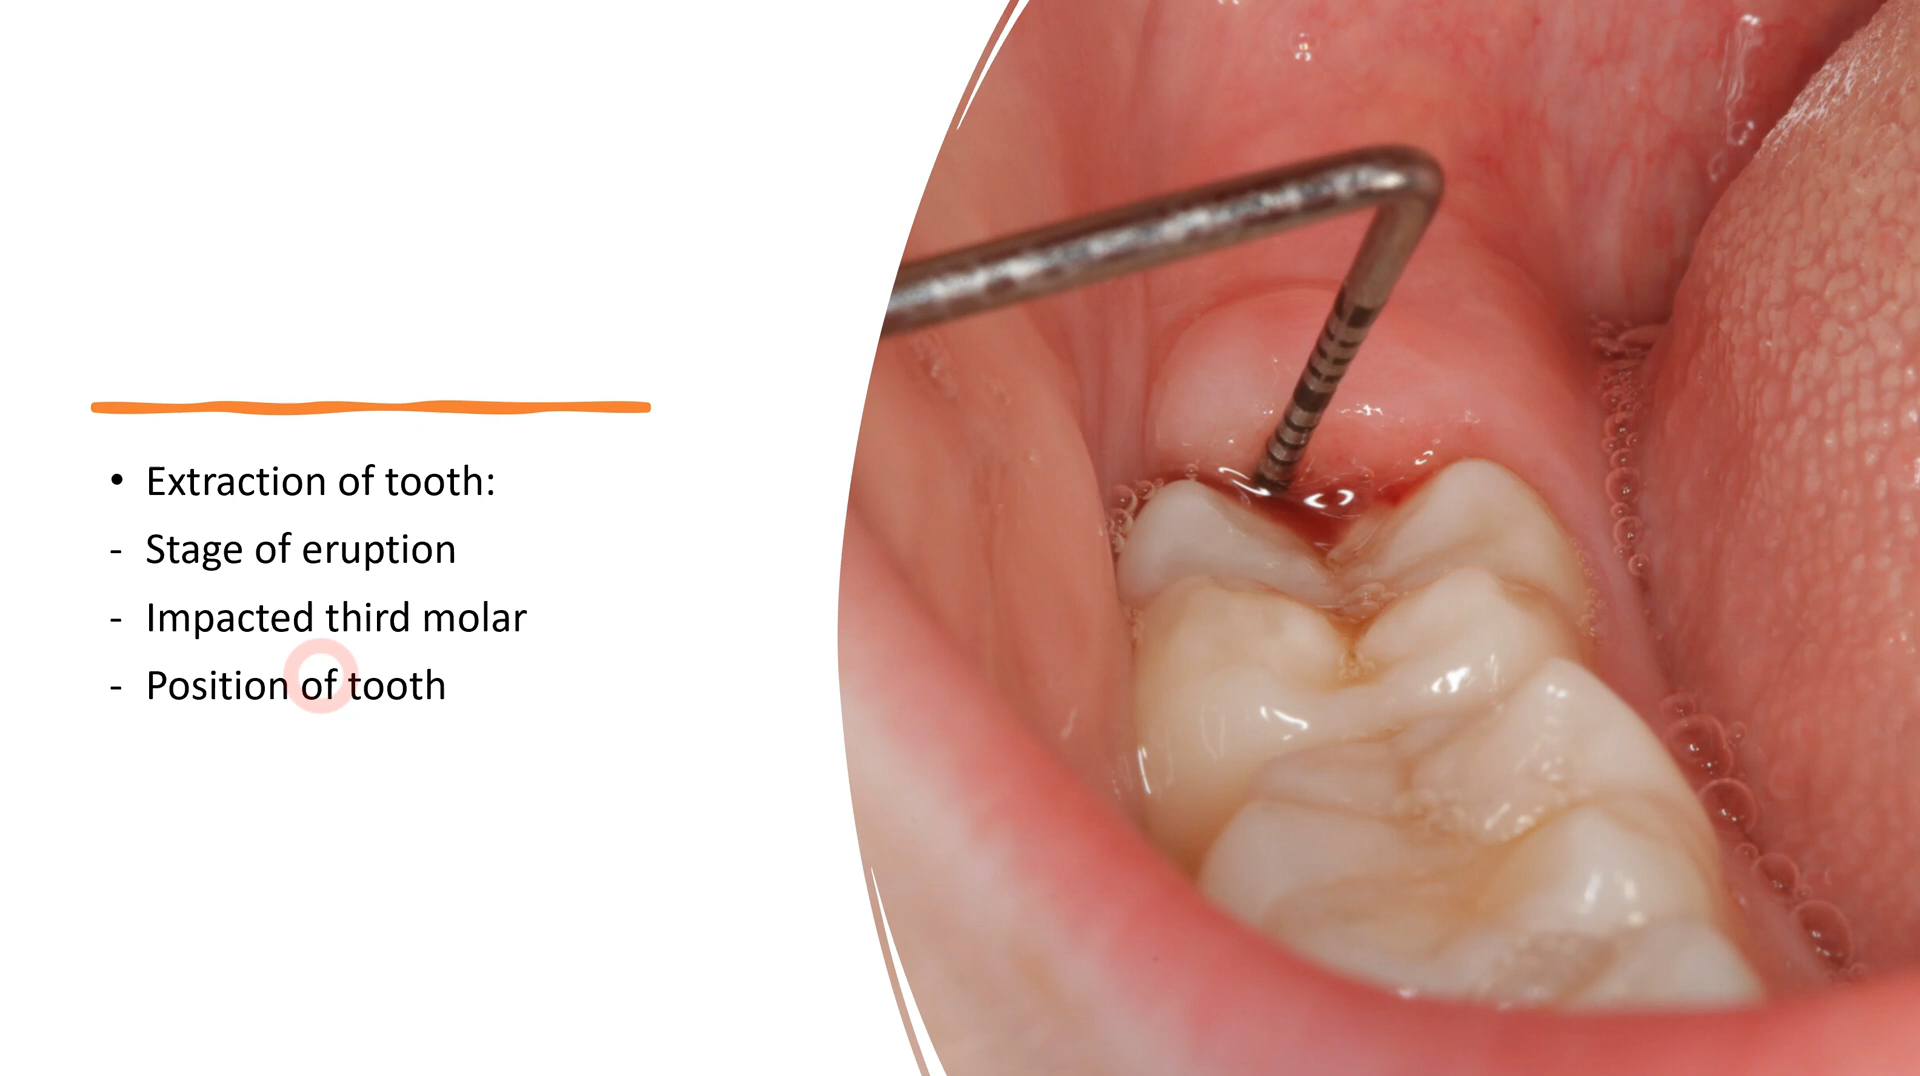 • Extraction of tooth:
- Stage of eruption
- Impacted third molar
- Position of tooth